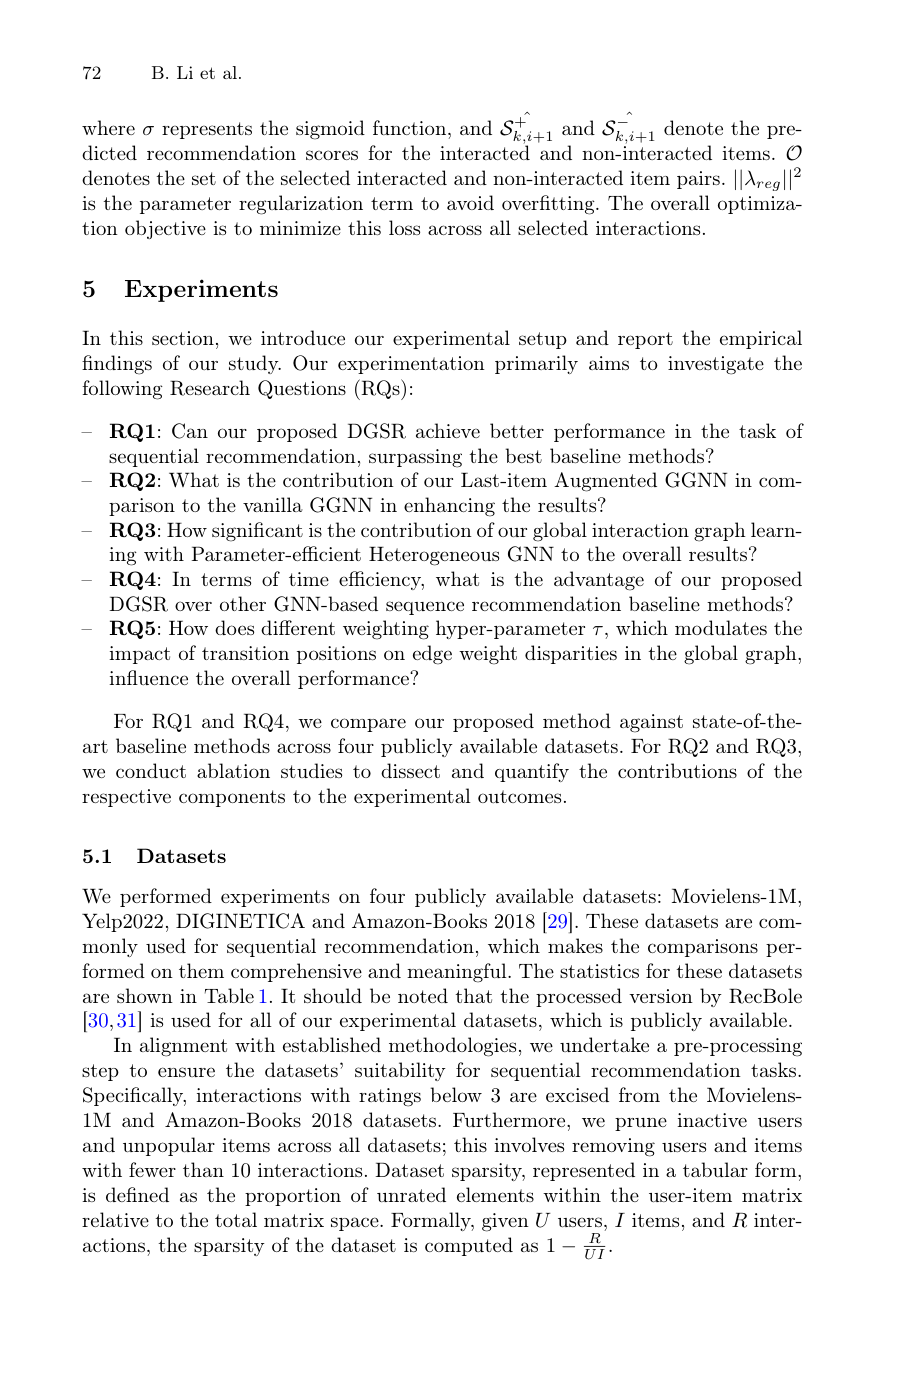 72 B. Li et al.
where σ represents the sigmoid function, and Ŝ⁺ₖ,ᵢ₊₁ and Ŝ⁻ₖ,ᵢ₊₁ denote the pre-
dicted recommendation scores for the interacted and non-interacted items. 𝒪
denotes the set of the selected interacted and non-interacted item pairs. ||λ_reg||²
is the parameter regularization term to avoid overfitting. The overall optimiza-
tion objective is to minimize this loss across all selected interactions.
5 Experiments
In this section, we introduce our experimental setup and report the empirical
findings of our study. Our experimentation primarily aims to investigate the
following Research Questions (RQs):
– RQ1: Can our proposed DGSR achieve better performance in the task of
sequential recommendation, surpassing the best baseline methods?
– RQ2: What is the contribution of our Last-item Augmented GGNN in com-
parison to the vanilla GGNN in enhancing the results?
– RQ3: How significant is the contribution of our global interaction graph learn-
ing with Parameter-efficient Heterogeneous GNN to the overall results?
– RQ4: In terms of time efficiency, what is the advantage of our proposed
DGSR over other GNN-based sequence recommendation baseline methods?
– RQ5: How does different weighting hyper-parameter τ, which modulates the
impact of transition positions on edge weight disparities in the global graph,
influence the overall performance?
For RQ1 and RQ4, we compare our proposed method against state-of-the-
art baseline methods across four publicly available datasets. For RQ2 and RQ3,
we conduct ablation studies to dissect and quantify the contributions of the
respective components to the experimental outcomes.
5.1 Datasets
We performed experiments on four publicly available datasets: Movielens-1M,
Yelp2022, DIGINETICA and Amazon-Books 2018 [29]. These datasets are com-
monly used for sequential recommendation, which makes the comparisons per-
formed on them comprehensive and meaningful. The statistics for these datasets
are shown in Table 1. It should be noted that the processed version by RecBole
[30,31] is used for all of our experimental datasets, which is publicly available.
In alignment with established methodologies, we undertake a pre-processing
step to ensure the datasets' suitability for sequential recommendation tasks.
Specifically, interactions with ratings below 3 are excised from the Movielens-
1M and Amazon-Books 2018 datasets. Furthermore, we prune inactive users
and unpopular items across all datasets; this involves removing users and items
with fewer than 10 interactions. Dataset sparsity, represented in a tabular form,
is defined as the proportion of unrated elements within the user-item matrix
relative to the total matrix space. Formally, given U users, I items, and R inter-
actions, the sparsity of the dataset is computed as 1 − R/UI.